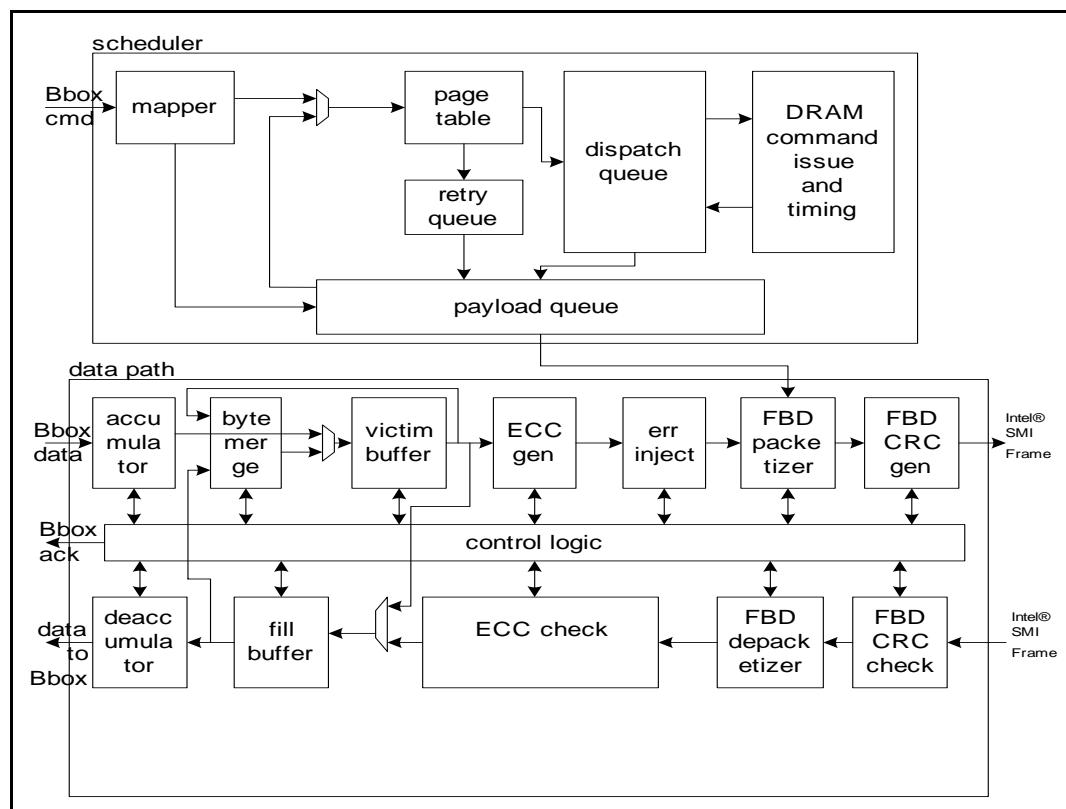 scheduler
Bbox
cmd
mapper
page
table
dispatch
queue
DRAM
command
issue
and
timing
retry
queue
payload queue
data path
Bbox
data
accu
mula
tor
byte
mer
ge
victim
buffer
ECC
gen
err
inject
FBD
packe
tizer
FBD
CRC
gen
Intel®
SMI
Frame
Bbox
ack
control logic
data
to
Bbox
deacc
umula
tor
fill
buffer
ECC check
FBD
depack
etizer
FBD
CRC
check
Intel®
SMI
Frame